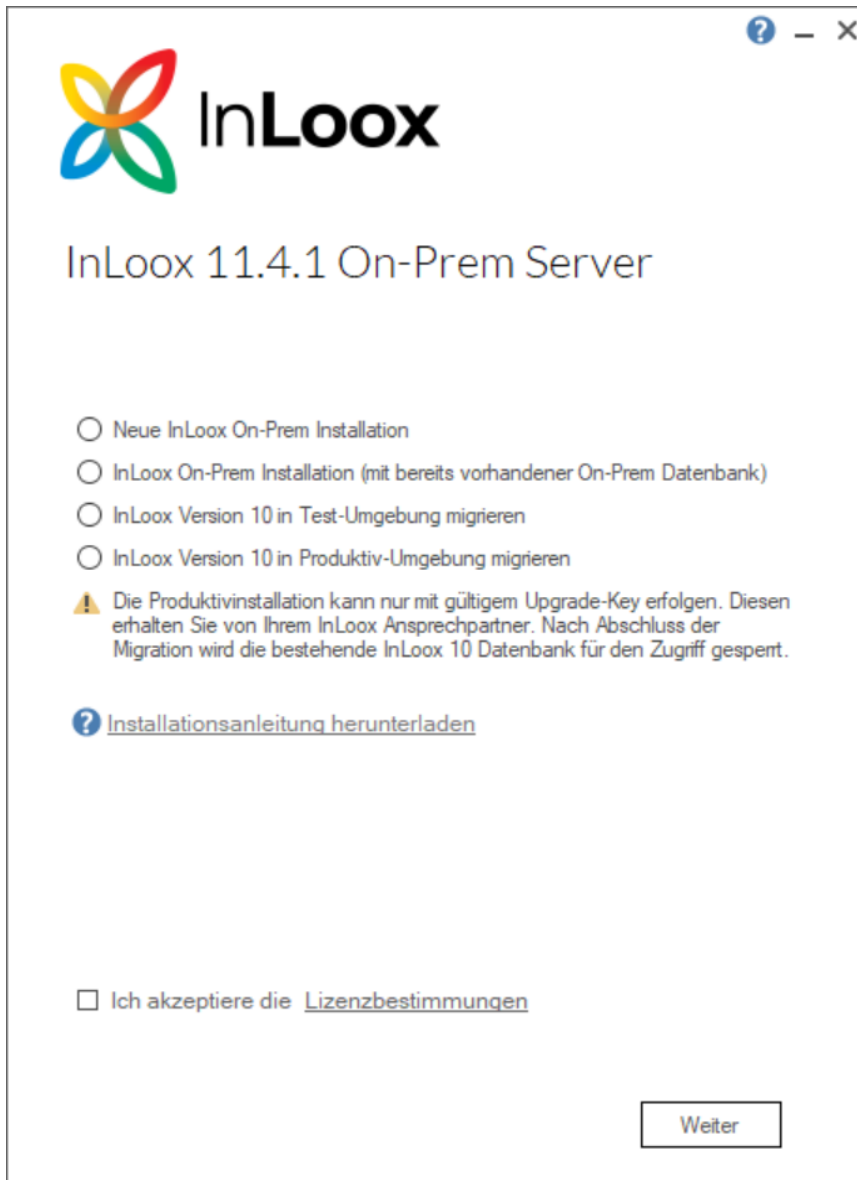 InLoox
InLoox 11.4.1 On-Prem Server
Neue InLoox On-Prem Installation
InLoox On-Prem Installation (mit bereits vorhandener On-Prem Datenbank)
InLoox Version 10 in Test-Umgebung migrieren
InLoox Version 10 in Produktiv-Umgebung migrieren
Die Produktivinstallation kann nur mit gültigem Upgrade-Key erfolgen. Diesen
erhalten Sie von Ihrem InLoox Ansprechpartner. Nach Abschluss der
Migration wird die bestehende InLoox 10 Datenbank für den Zugriff gesperrt.
Installationsanleitung herunterladen
Ich akzeptiere die Lizenzbestimmungen
Weiter